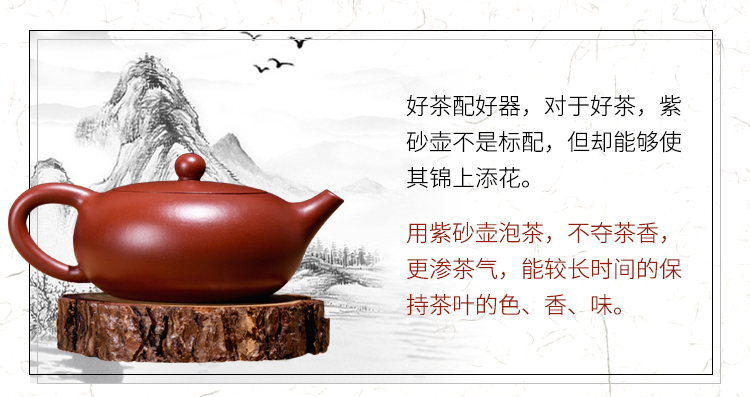 好茶配好器，对于好茶，紫
砂壶不是标配，但却能够使
其锦上添花。
用紫砂壶泡茶，不夺茶香，
更渗茶气，能较长时间的保
持茶叶的色、香、味。